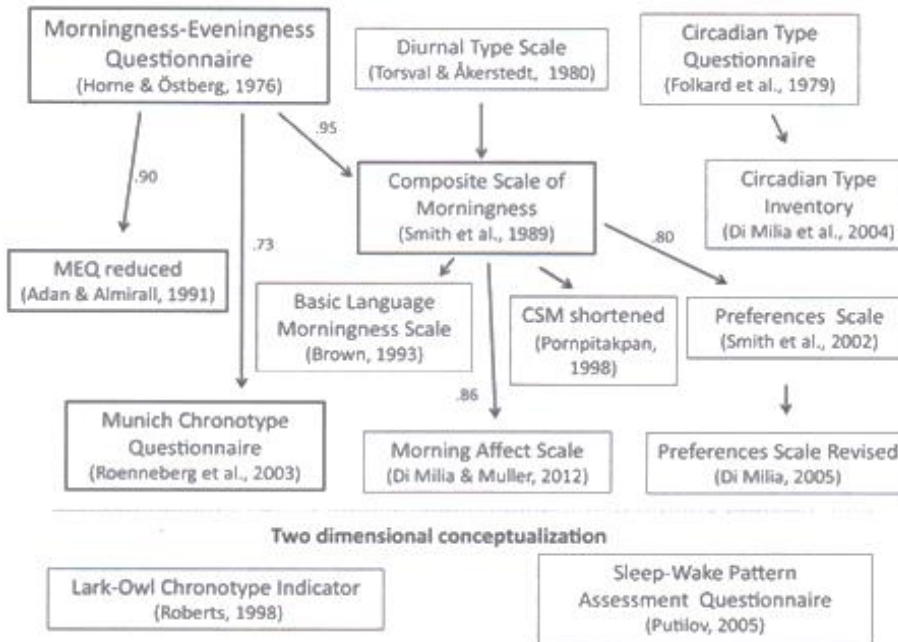 Morningness-Eveningness
Questionnaire
(Horne & Östberg, 1976)
Diurnal Type Scale
(Torsval & Åkerstedt, 1980)
Circadian Type
Questionnaire
(Folkard et al., 1979)
.95
.90
.73
Composite Scale of
Morningness
(Smith et al., 1989)
Circadian Type
Inventory
(Di Milia et al., 2004)
.80
MEQ reduced
(Adan & Almirall, 1991)
Basic Language
Morningness Scale
(Brown, 1993)
CSM shortened
(Pornpitakpan,
1998)
Preferences Scale
(Smith et al., 2002)
.86
Munich Chronotype
Questionnaire
(Roenneberg et al., 2003)
Morning Affect Scale
(Di Milia & Muller, 2012)
Preferences Scale Revised
(Di Milia, 2005)
Two dimensional conceptualization
Lark-Owl Chronotype Indicator
(Roberts, 1998)
Sleep-Wake Pattern
Assessment Questionnaire
(Putilov, 2005)